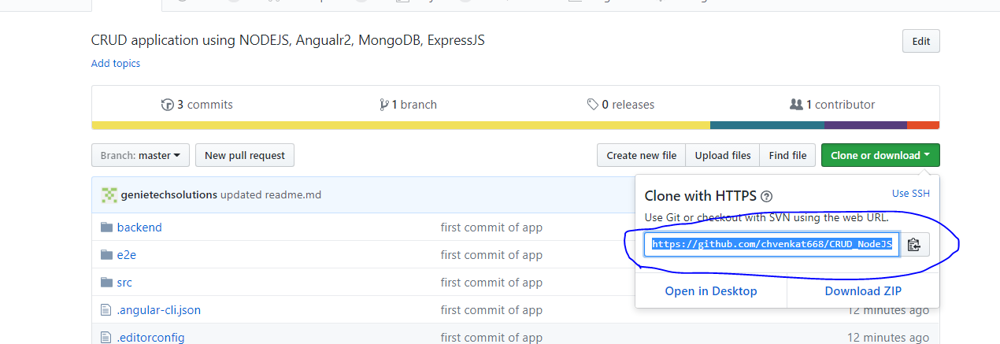 CRUD application using NODEJS, Angualr2, MongoDB, ExpressJS
Edit
Add topics
3 commits
1 branch
0 releases
1 contributor
Branch: master
New pull request
Create new file
Upload files
Find file
Clone or download
genietechsolutions updated readme.md
Clone with HTTPS
Use SSH
Use Git or checkout with SVN using the web URL.
https://github.com/chvenkat668/CRUD_NodeJS
Open in Desktop
Download ZIP
backend first commit of app
e2e first commit of app
src first commit of app
.angular-cli.json first commit of app 12 minutes ago
.editorconfig first commit of app 12 minutes ago